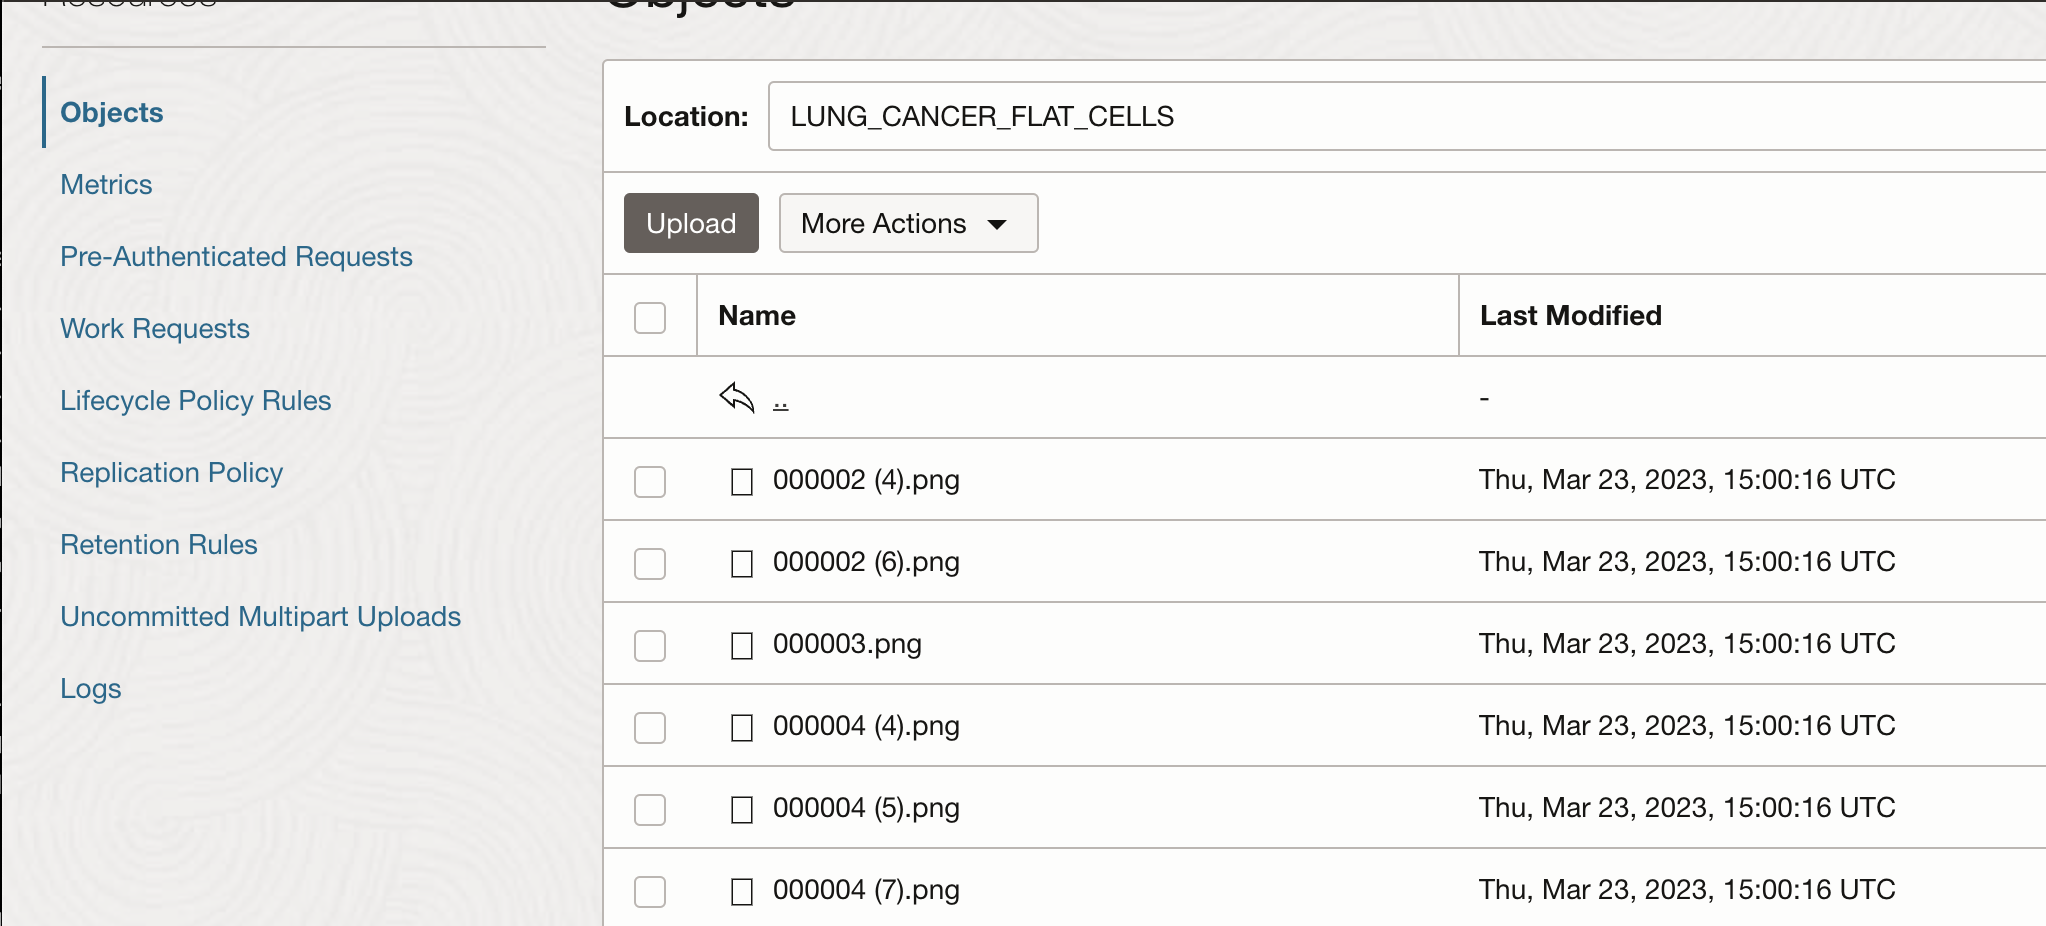 Resources
Objects
Metrics
Pre-Authenticated Requests
Work Requests
Lifecycle Policy Rules
Replication Policy
Retention Rules
Uncommitted Multipart Uploads
Logs
Objects
Location: LUNG_CANCER_FLAT_CELLS
Upload More Actions
Name Last Modified
.. -
000002 (4).png Thu, Mar 23, 2023, 15:00:16 UTC
000002 (6).png Thu, Mar 23, 2023, 15:00:16 UTC
000003.png Thu, Mar 23, 2023, 15:00:16 UTC
000004 (4).png Thu, Mar 23, 2023, 15:00:16 UTC
000004 (5).png Thu, Mar 23, 2023, 15:00:16 UTC
000004 (7).png Thu, Mar 23, 2023, 15:00:16 UTC